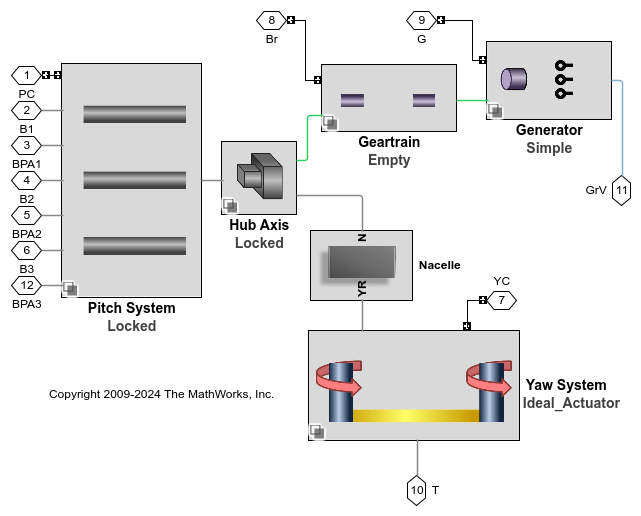 8
Br
9
G
1
PC
2
B1
3
BPA1
4
B2
5
BPA2
6
B3
12
BPA3
Pitch System
Locked
Hub Axis
Locked
Geartrain
Empty
Generator
Simple
GrV 11
N
YR
Nacelle
YC
7
Yaw System
Ideal_Actuator
Copyright 2009-2024 The MathWorks, Inc.
10 T